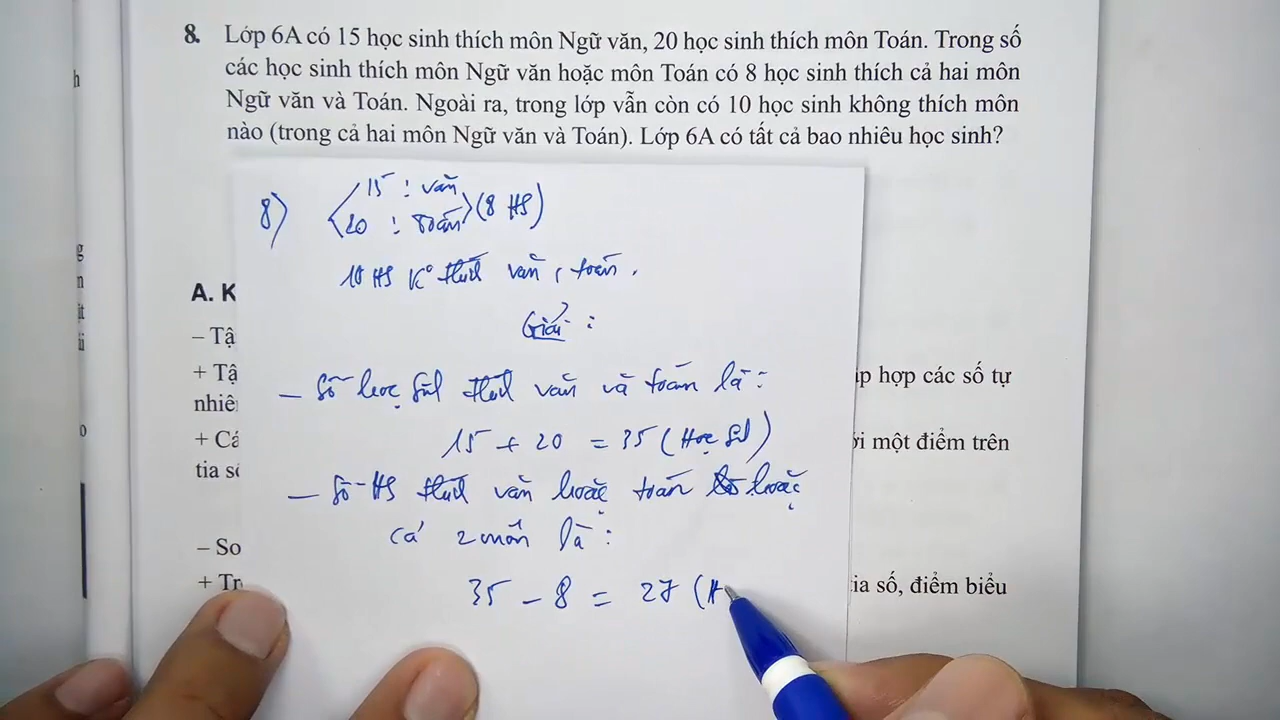 8. Lớp 6A có 15 học sinh thích môn Ngữ văn, 20 học sinh thích môn Toán. Trong số
các học sinh thích môn Ngữ văn hoặc môn Toán có 8 học sinh thích cả hai môn
Ngữ văn và Toán. Ngoài ra, trong lớp vẫn còn có 10 học sinh không thích môn
nào (trong cả hai môn Ngữ văn và Toán). Lớp 6A có tất cả bao nhiêu học sinh?
8) 15 : văn
20 : Toán (8 HS)
10 HS K° thích văn, toán.
Giải :
– Số học sinh thích văn và toán là :
15 + 20 = 35 (Học sinh)
– Số HS thích văn hoặc toán hoặc
cả 2 môn là :
35 – 8 = 27 (H
A. K
– Tậ
+ Tậ
ập hợp các số tự
nhiê
+ Cá
ới một điểm trên
tia số
– So
+ Tr
tia số, điểm biểu